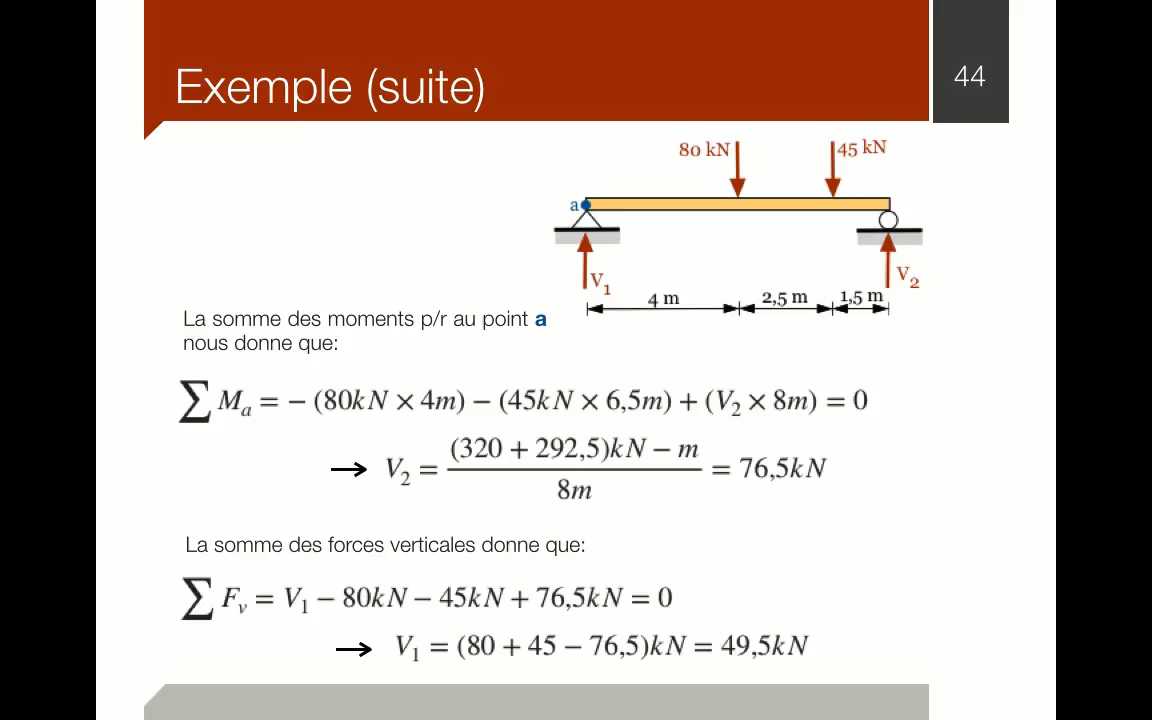 Exemple (suite)
44
80 kN
45 kN
a
V₁
V₂
4 m
2,5 m
1,5 m
La somme des moments p/r au point a
nous donne que:
∑ Mₐ = − (80kN × 4m) − (45kN × 6,5m) + (V₂ × 8m) = 0
→ V₂ = (320 + 292,5)kN − m / 8m = 76,5kN
La somme des forces verticales donne que:
∑ Fᵥ = V₁ − 80kN − 45kN + 76,5kN = 0
→ V₁ = (80 + 45 − 76,5)kN = 49,5kN